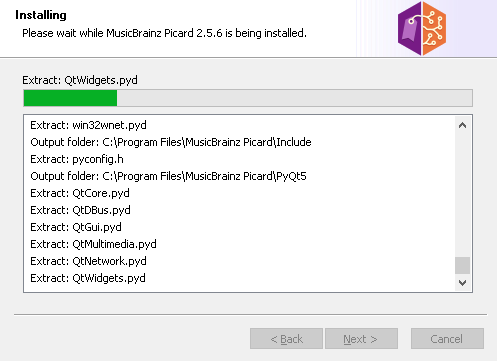 Installing
Please wait while MusicBrainz Picard 2.5.6 is being installed.
Extract: QtWidgets.pyd
Extract: win32wnet.pyd
Output folder: C:\Program Files\MusicBrainz Picard\Include
Extract: pyconfig.h
Output folder: C:\Program Files\MusicBrainz Picard\PyQt5
Extract: QtCore.pyd
Extract: QtDBus.pyd
Extract: QtGui.pyd
Extract: QtMultimedia.pyd
Extract: QtNetwork.pyd
Extract: QtWidgets.pyd
< Back Next > Cancel